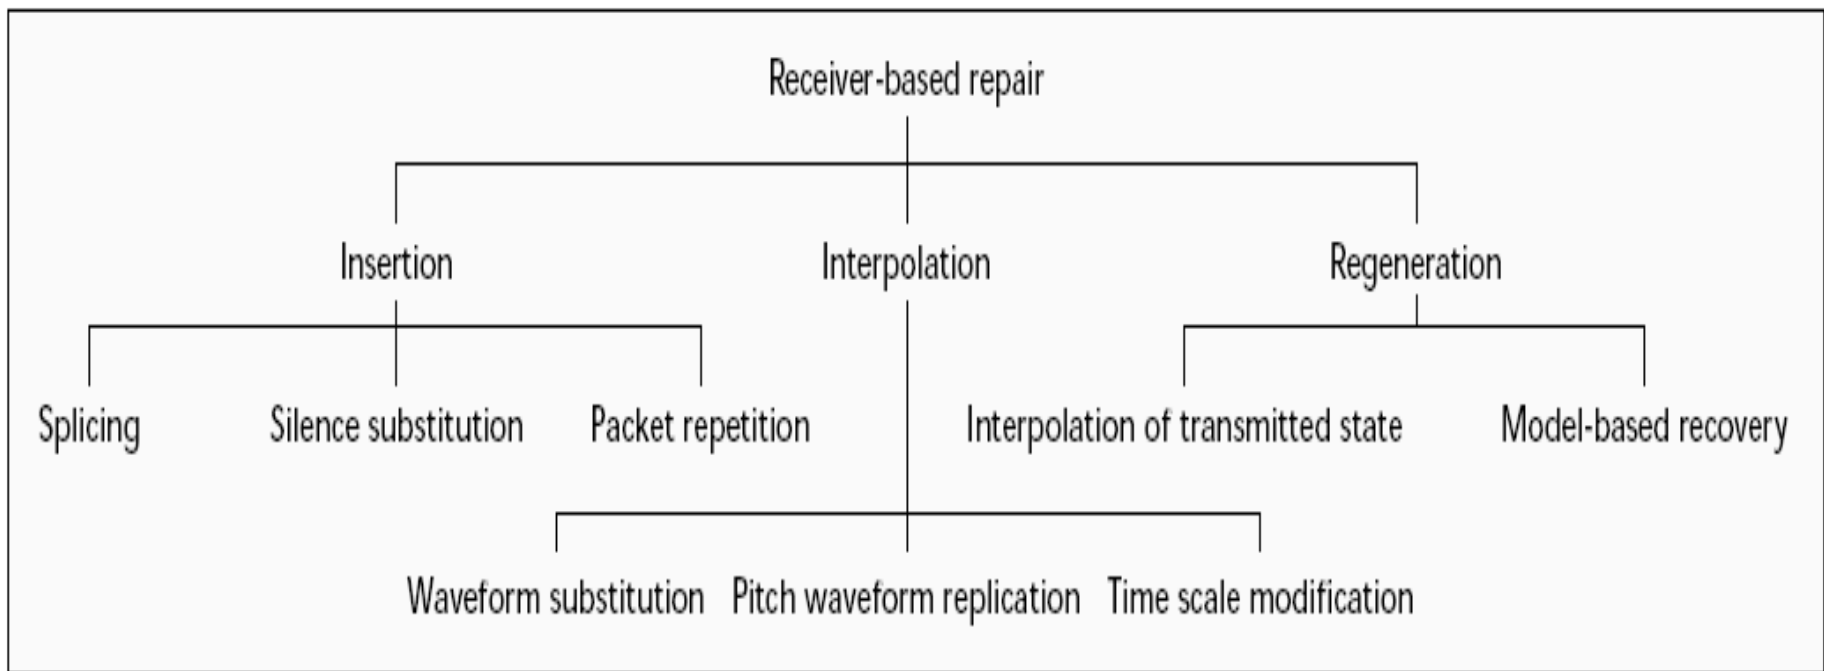 Receiver-based repair
Insertion Interpolation Regeneration
Splicing Silence substitution Packet repetition Interpolation of transmitted state Model-based recovery
Waveform substitution Pitch waveform replication Time scale modification